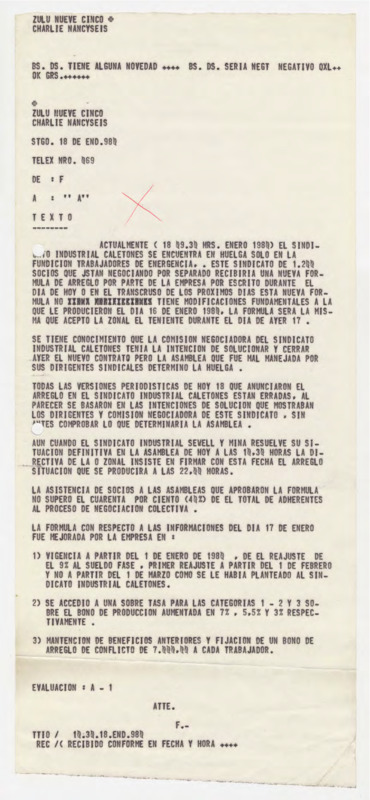 ZULU NUEVE CINCO
CHARLIE NANCYSEIS
BS. DS. TIENE ALGUNA NOVEDAD ++++ BS. DS. SERIA NEGT NEGATIVO QXL++
OK GRS.++++++
ZULU NUEVE CINCO
CHARLIE NANCYSEIS
STGO. 18 DE ENO.984
TELEX NRO. 469
DE : F
A : '' A''
T E X T O
--------
ACTUALMENTE ( 18 49.30 HRS. ENERO 1984) EL SINDI-
TO INDUSTRIAL CALETONES SE ENCUENTRA EN HUELGA SOLO EN LA
FUNDICION TRABAJADORES DE EMERGENCIA.. ESTE SINDICATO DE 1.200
SOCIOS QUE JSTAN NEGOCIANDO POR SEPARADO RECIBIRIA UNA NUEVA FOR-
MULA DE ARREGLO POR PARTE DE LA EMPRESA POR ESCRITO DURANTE EL
DIA DE HOY O EN EL TRANSCRUSO DE LOS PROXIMOS DIAS ESTA NUEVA FOR-
MULA NO TIENE MODIFICACIONES FUNDAMENTALES A LA
QUE LE PRODUCIERON EL DIA 16 DE ENERO 1984. LA FORMULA SERA LA MIS-
MA QUE ACEPTO LA ZONAL EL TENIENTE DURANTE EL DIA DE AYER 17 .
SE TIENE CONOCIMIENTO QUE LA COMISION NEGOCIADORA DEL SINDICATO
INDUSTRIAL CALETONES TENIA LA INTENCION DE SOLUCIONAR Y CERRAR
AYER EL NUEVO CONTRATO PERO LA ASABLEA QUE FUE MAL MANEJADA POR
SUS DIRIGENTES SINDICALES DETERMINO LA HUELGA .
TODAS LAS VERSIONES PERIODISTICAS DE HOY 18 QUE ANUNCIARON EL
ARREGLO EN EL SINDICATO INDUSTRIAL CALETONES ESTAN ERRADAS. AL
PARECER SE BASARON EN LAS INTENCIONES DE SOLUCION QUE MOSTRABAN
LOS DIRIGENTES Y COMISION NEGOCIADORA DE ESTE SINDICATO , SIN
ANTES COMPROBAR LO QUE DETERMINARIA LA ASAMBLEA .
AUN CUANDO EL SINDICATO INDUSTRIAL SEWELL Y MINA RESUELVE SU SI-
TUACION DEFINITIVA EN LA ASAMBLEA DE HOY A LAS 14.30 HORAS LA DI-
RECTIVA DE LA O ZONAL INSISTE EN FIRMAR CON ESTA FECHA EL ARREGLO
SITUACION QUE SE PRODUCIRA A LAS 22.00 HORAS.
LA ASISTENCIA DE SOCIOS A LAS ASAMBLEAS QUE APROBARON LA FORMULA
NO SUPERO EL CUARENTA POR CIENTO (40%) DE EL TOTAL DE ADHERENTES
AL PROCESO DE NEGOCIACION COLECTIVA .
LA FORMULA CON RESPECTO A LAS INFORMACIONES DEL DIA 17 DE ENERO
FUE MEJORADA POR LA EMPRESA EN :
1) VIGENCIA A PARTIR DEL 1 DE ENERO DE 1984 , DE EL REAJUSTE DE
EL 9% AL SUELDO FASE , PRIMER REAJUSTE A PARTIR DEL 1 DE FEBRERO
Y NO A PARTIR DEL 1 DE MARZO COMO SE LE HABIA PLANTEADO AL SIN-
DICATO INDUSTRIAL CALETONES.
2) SE ACCEDIO A UNA SOBRE TASA PARA LAS CATEGORIAS 1 - 2 Y 3 SO-
BRE EL BONO DE PRODUCCION AUMENTADA EN 7% , 5.5% Y 3% RESPEC-
TIVAMENTE .
3) MANTENCION DE BENEFICIOS ANTERIORES Y FIJACION DE UN BONO DE
ARREGLO DE CONFLICTO DE 7.000.00 A CADA TRABAJADOR.
EVALUACION : A - 1
ATTE.
F.-
TTIO / 10.30.18.ENO.984
REC /( RECIBIDO CONFORME EN FECHA Y HORA ++++